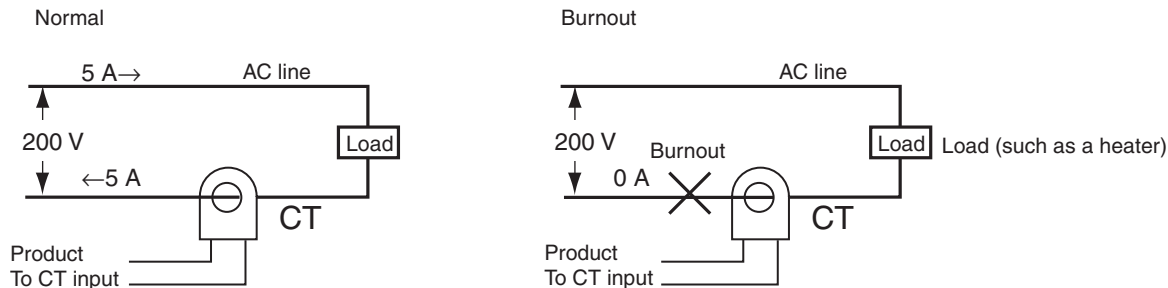 Normal
5 A→
AC line
200 V
Load
←5 A
CT
Product
To CT input
Burnout
AC line
200 V
Burnout
Load
Load (such as a heater)
0 A
CT
Product
To CT input